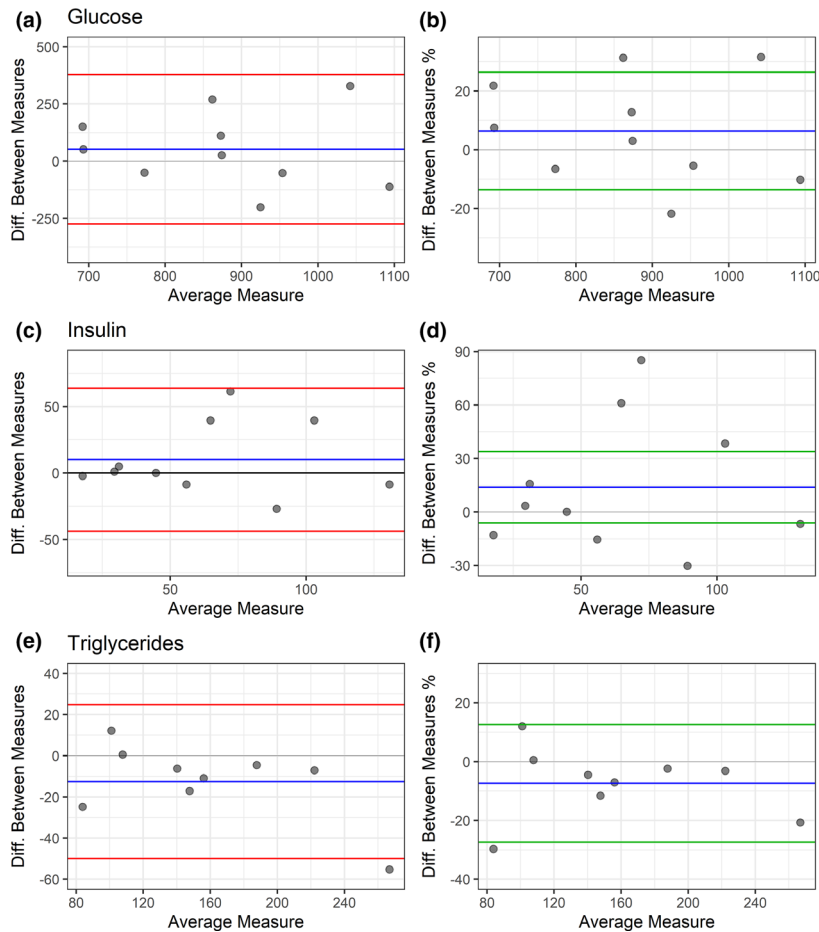 (a) Glucose
(b)
Diff. Between Measures
500
250
0
-250
700 800 900 1000 1100
Average Measure
Diff. Between Measures %
20
0
-20
700 800 900 1000 1100
Average Measure
(c) Insulin
(d)
Diff. Between Measures
50
0
-50
50 100
Average Measure
Diff. Between Measures %
90
60
30
0
-30
50 100
Average Measure
(e) Triglycerides
(f)
Diff. Between Measures
40
20
0
-20
-40
-60
80 120 160 200 240
Average Measure
Diff. Between Measures %
20
0
-20
-40
80 120 160 200 240
Average Measure